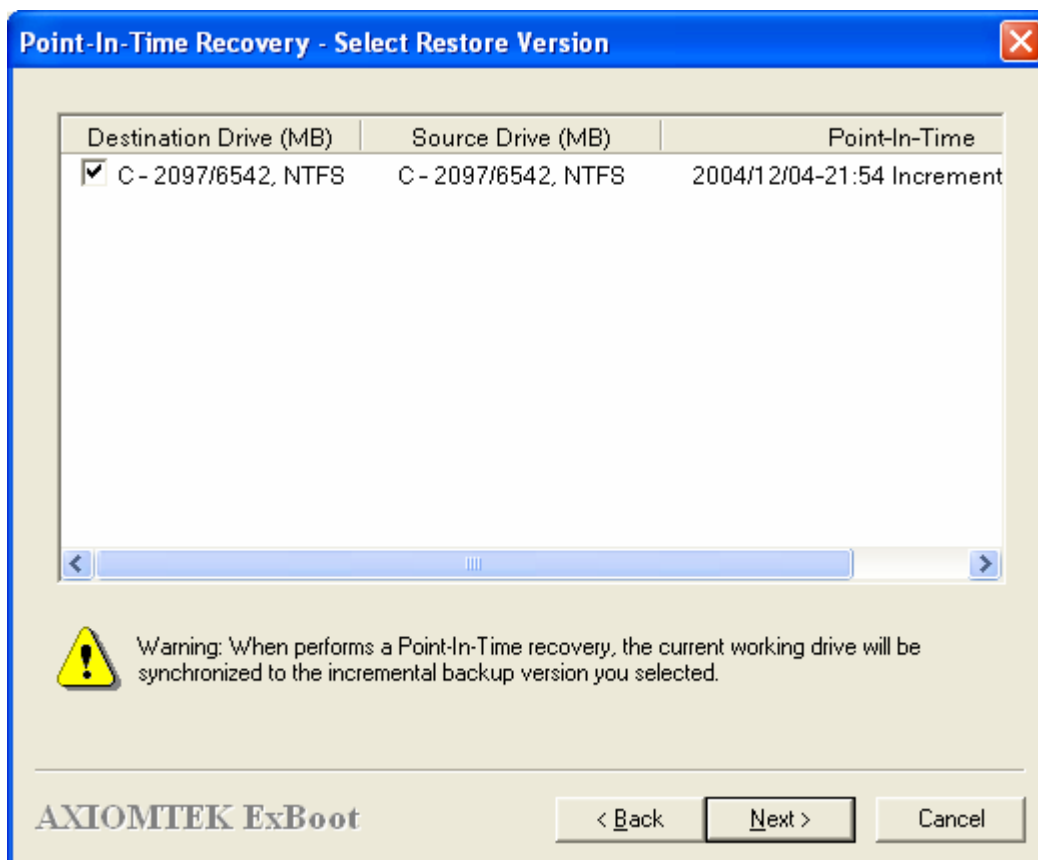 Point-In-Time Recovery - Select Restore Version
Destination Drive (MB) Source Drive (MB) Point-In-Time
C - 2097/6542, NTFS C - 2097/6542, NTFS 2004/12/04-21:54 Increment
Warning: When performs a Point-In-Time recovery, the current working drive will be
synchronized to the incremental backup version you selected.
AXIOMTEK ExBoot < Back Next > Cancel